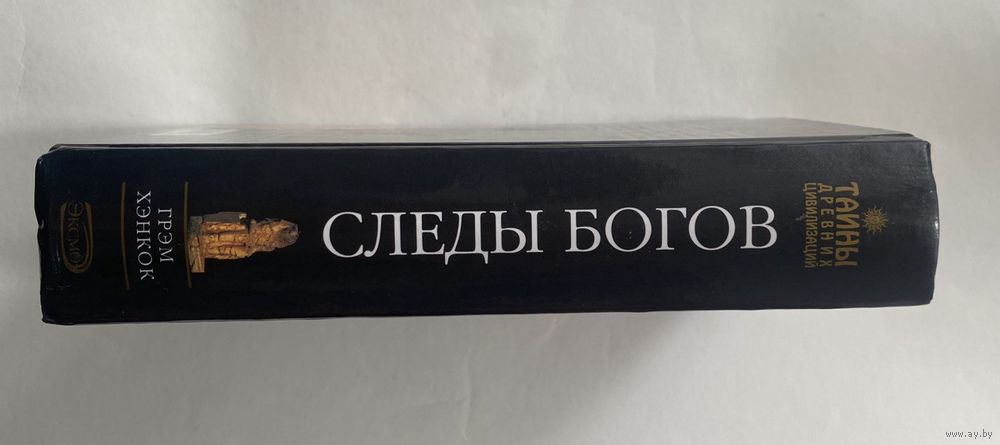 ГРЭМ
ХЭНКОК
СЛЕДЫ БОГОВ
ТАЙНЫ
ДРЕВНИХ
ЦИВИЛИЗАЦИЙ
ЭКСМО
© www.ay.by